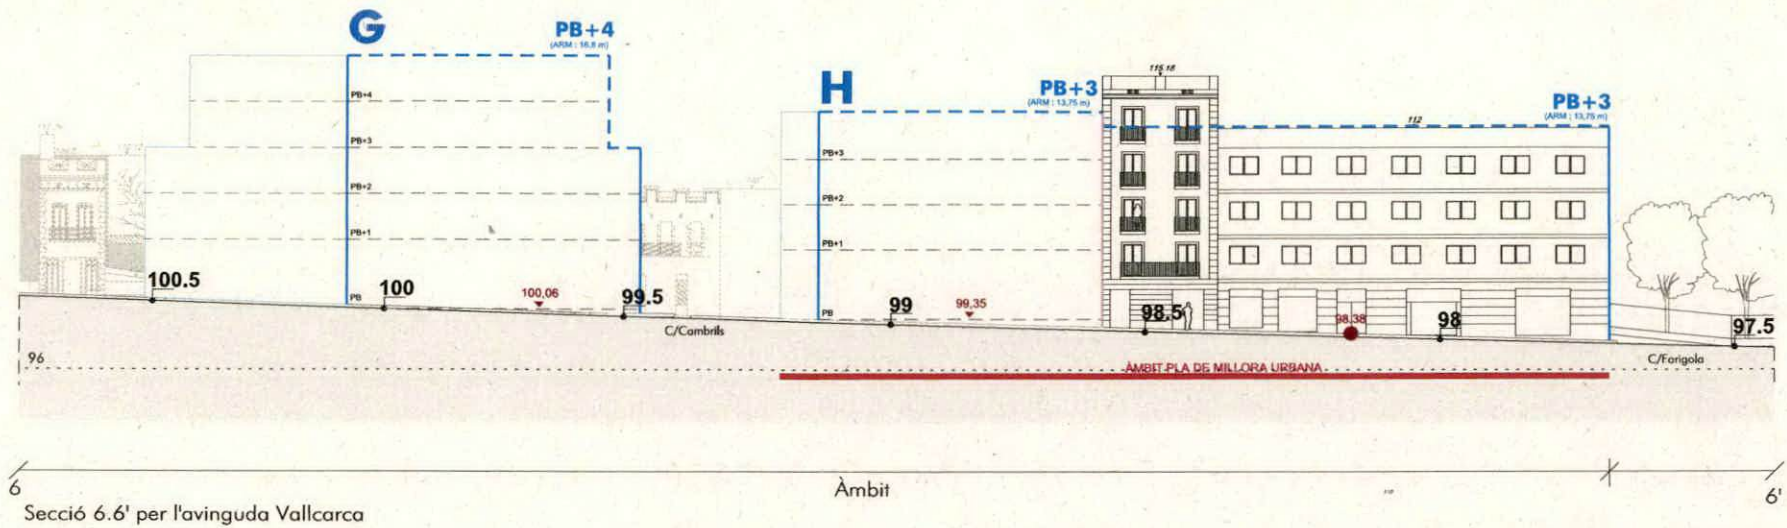 G
PB+4
(ARM : 16,8 m)
115.18
H
PB+3
(ARM : 13,75 m)
PB+3
(ARM : 13,75 m)
112
PB+4
PB+3
PB+2
PB+1
PB
PB+3
PB+2
PB+1
PB
100.5
100
100,06
99.5
C/Cambrils
99
99,35
98.5
98,38
98
97.5
C/Farigola
96
ÀMBIT PLA DE MILLORA URBANA
6
Àmbit
6'
Secció 6.6' per l'avinguda Vallcarca